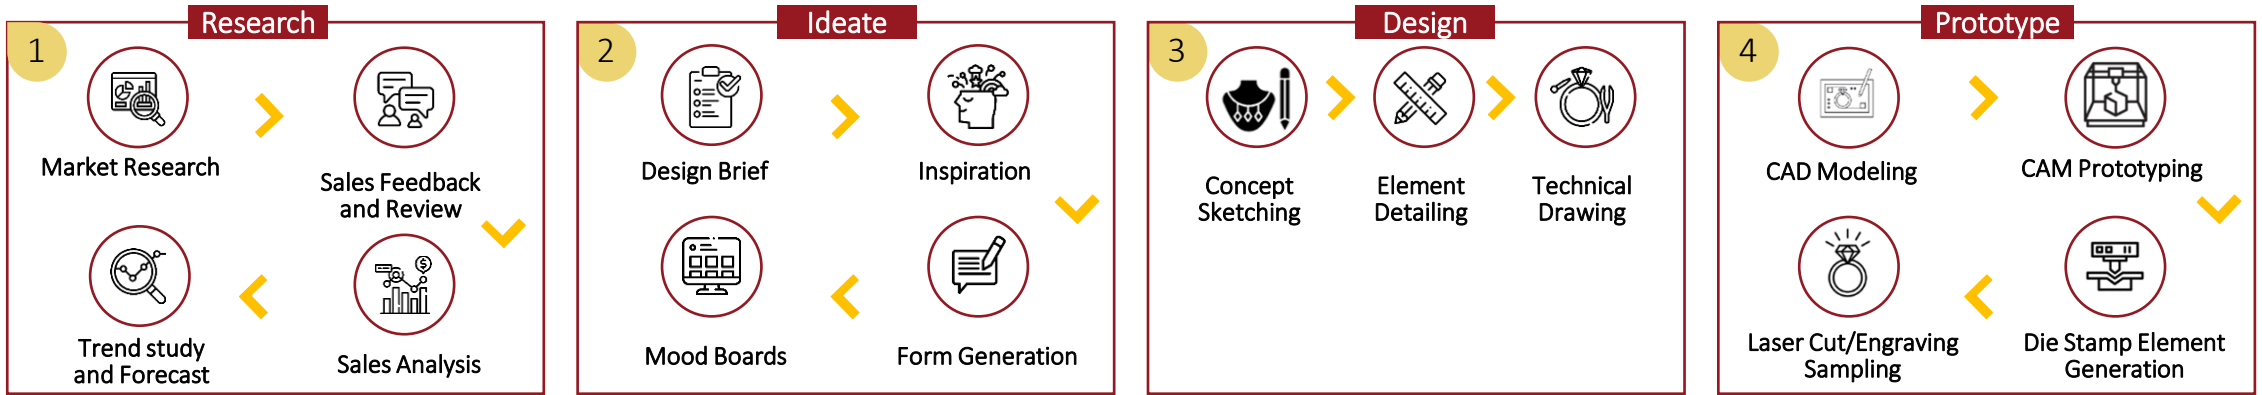 Research
1
Market Research
Sales Feedback
and Review
Sales Analysis
Trend study
and Forecast
Ideate
2
Design Brief
Inspiration
Form Generation
Mood Boards
Design
3
Concept
Sketching
Element
Detailing
Technical
Drawing
Prototype
4
CAD Modeling
CAM Prototyping
Die Stamp Element
Generation
Laser Cut/Engraving
Sampling